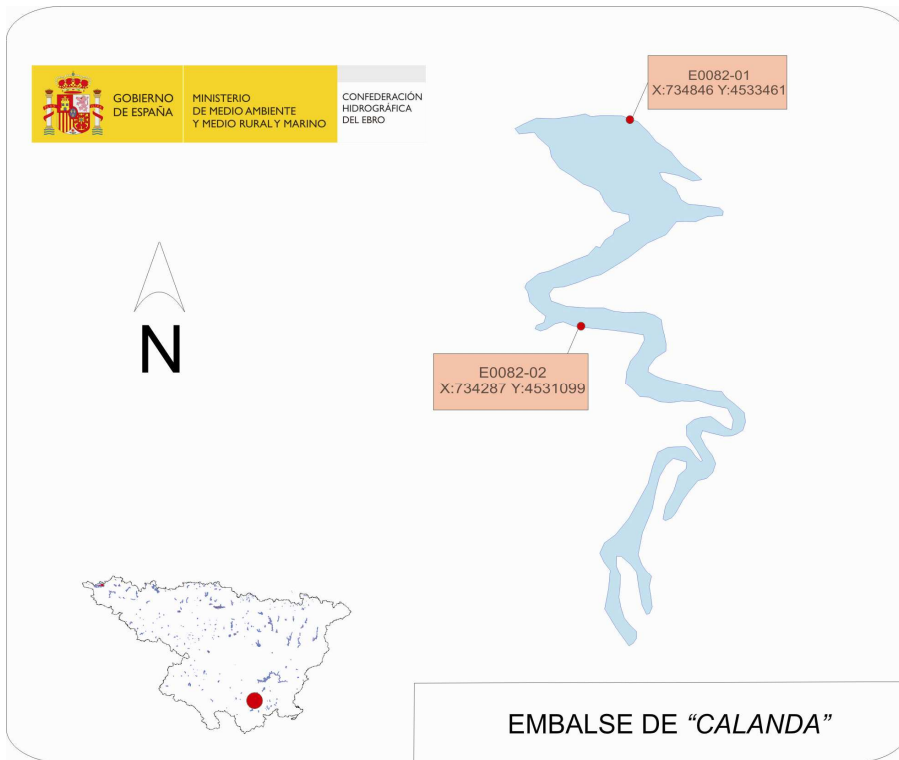 GOBIERNO
DE ESPAÑA
MINISTERIO
DE MEDIO AMBIENTE
Y MEDIO RURAL Y MARINO
CONFEDERACIÓN
HIDROGRÁFICA
DEL EBRO
E0082-01
X:734846 Y:4533461
N
E0082-02
X:734287 Y:4531099
EMBALSE DE "CALANDA"